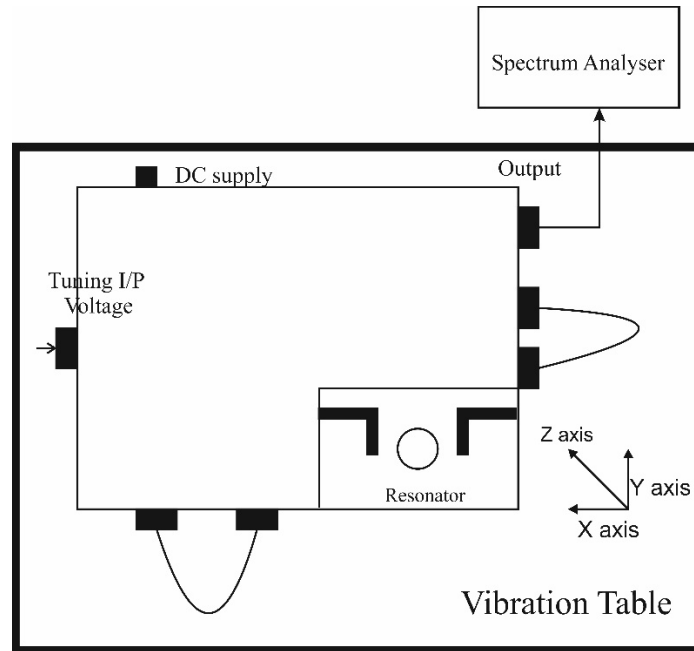 Spectrum Analyser
DC supply
Output
Tuning I/P
Voltage
Z axis
Y axis
X axis
Resonator
Vibration Table